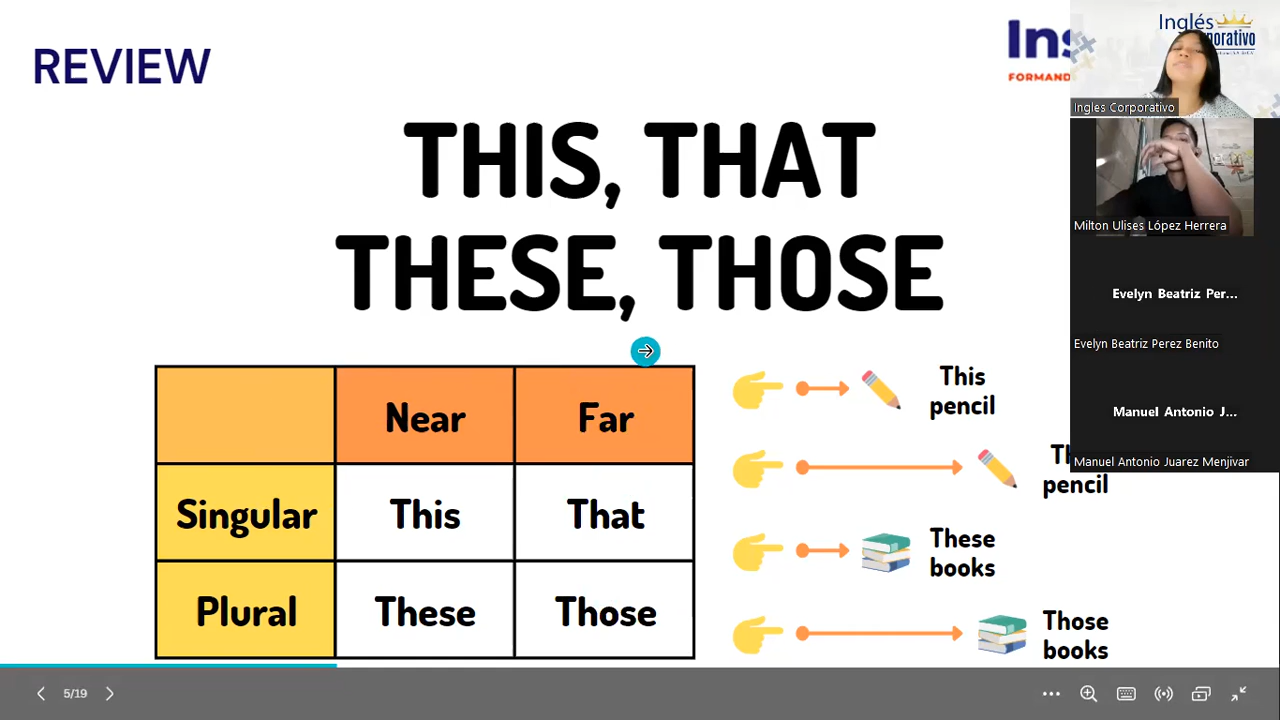 REVIEW
Ins
FORMAND
THIS, THAT
THESE, THOSE
Near
Far
Singular
This
That
Plural
These
Those
This
pencil
pencil
These
books
Those
books
Inglés
Ingles Corporativo
Milton Ulises López Herrera
Evelyn Beatriz Per...
Evelyn Beatriz Perez Benito
Manuel Antonio J...
Manuel Antonio Juarez Menjivar
5/19